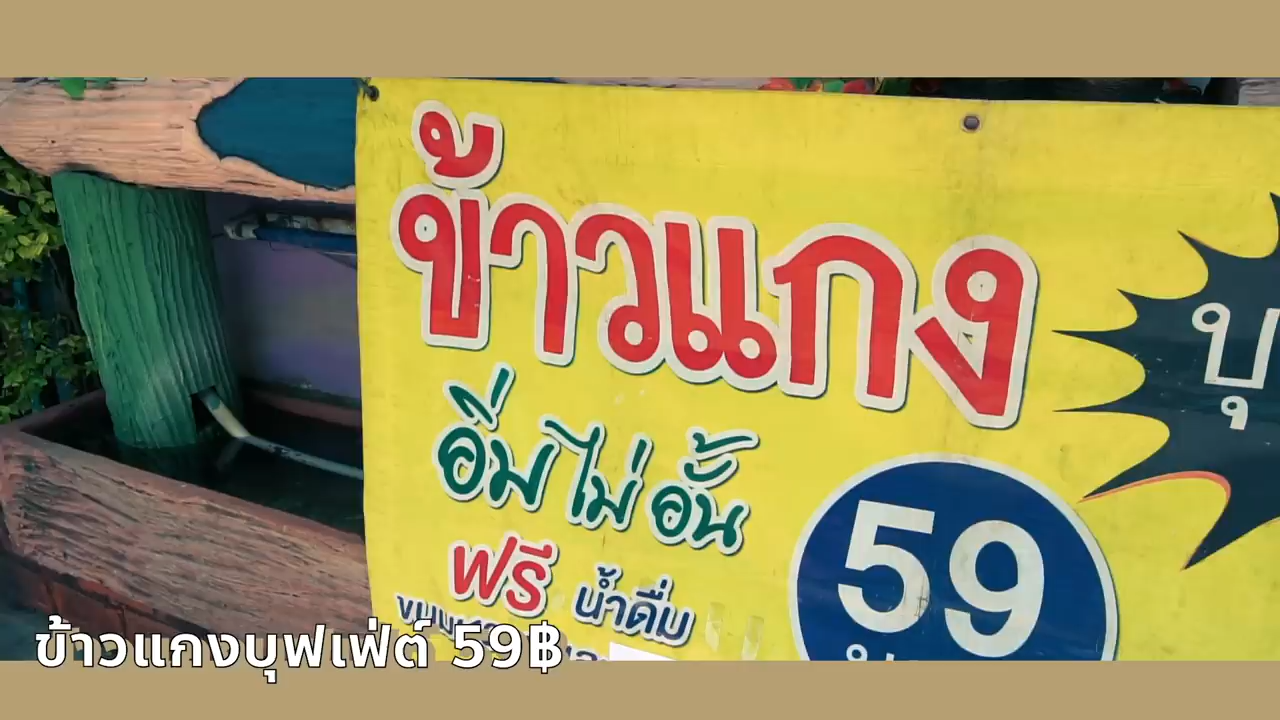 ข้าวแกง
อิ่มไม่อั้น
59
ฟรี น้ำดื่ม
ข้าวแกงบุฟเฟ่ต์ 59฿